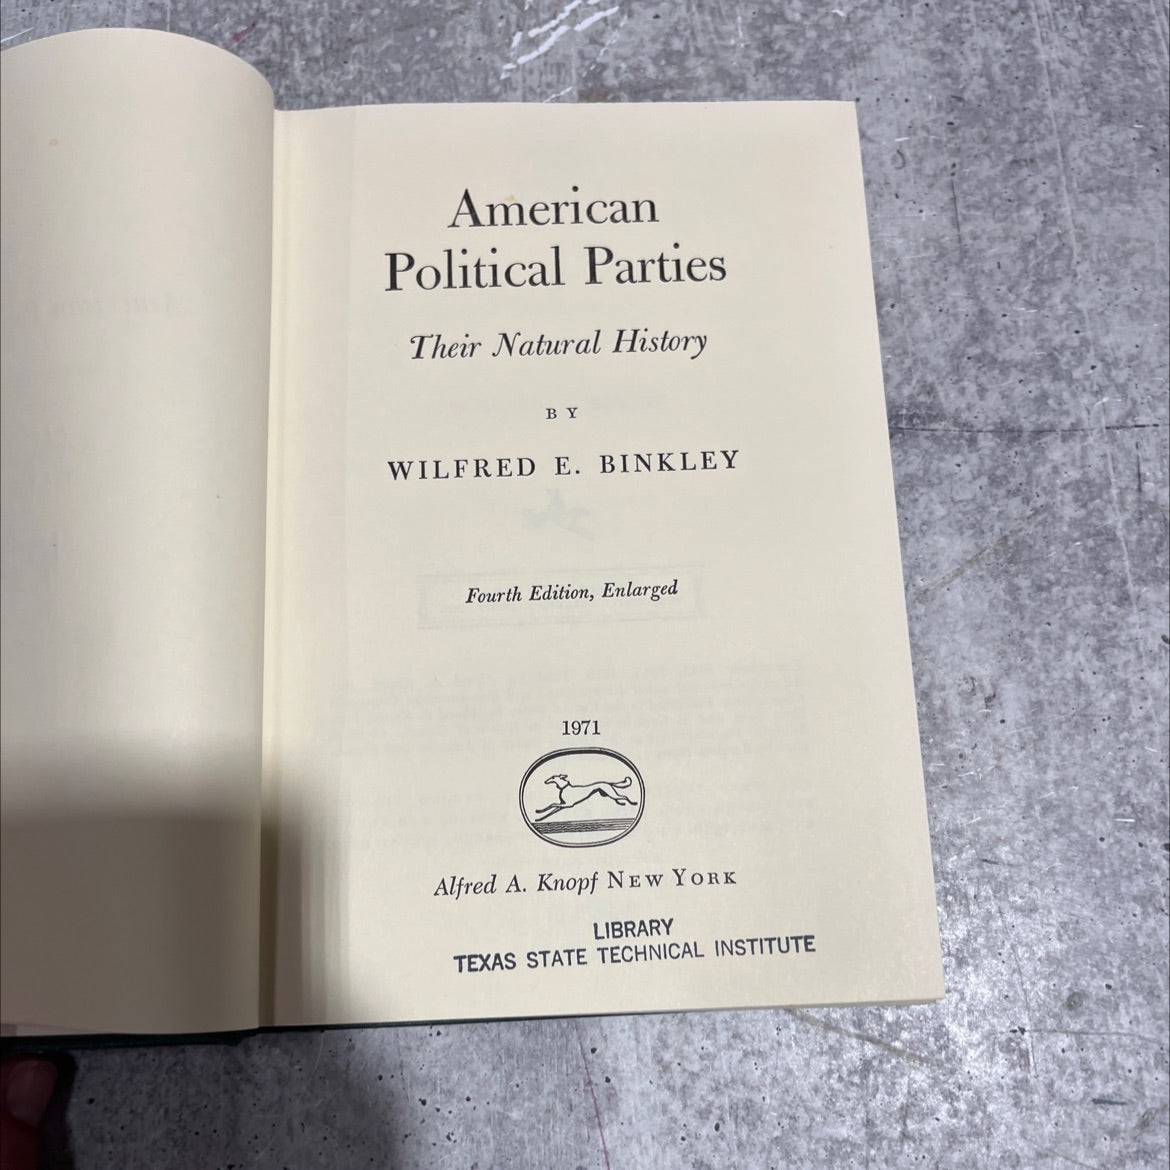 American
Political Parties
Their Natural History
BY
WILFRED E. BINKLEY
Fourth Edition, Enlarged
1971
Alfred A. Knopf NEW YORK
LIBRARY
TEXAS STATE TECHNICAL INSTITUTE